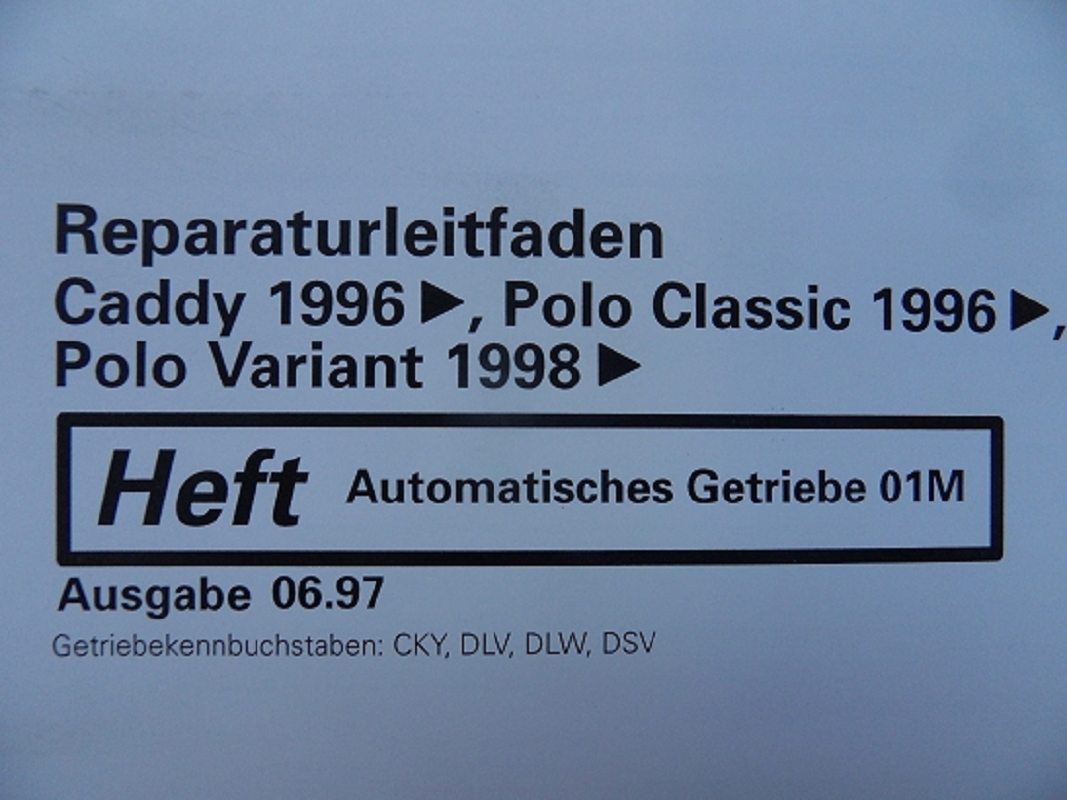 Reparaturleitfaden
Caddy 1996 ►, Polo Classic 1996 ►,
Polo Variant 1998 ►
Heft Automatisches Getriebe 01M
Ausgabe 06.97
Getriebekennbuchstaben: CKY, DLV, DLW, DSV